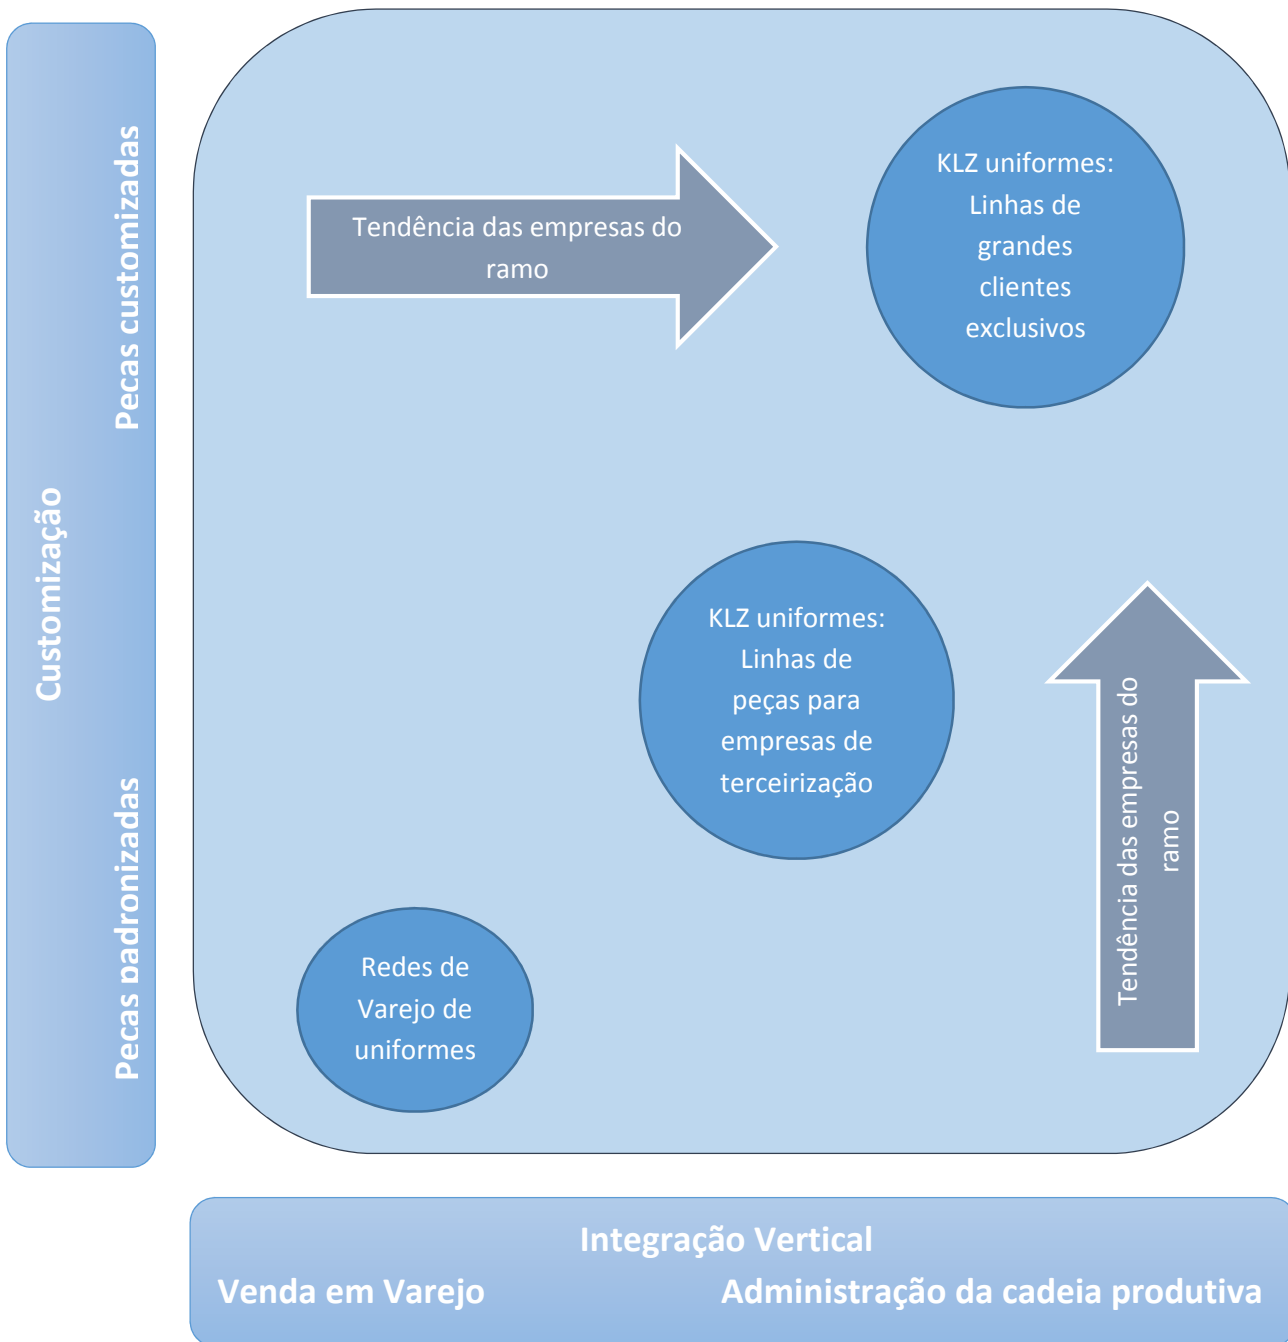 Customização
Pecas customizadas
Pecas padronizadas
Tendência das empresas do
ramo
KLZ uniformes:
Linhas de
grandes
clientes
exclusivos
KLZ uniformes:
Linhas de
peças para
empresas de
terceirização
Tendência das empresas do
ramo
Redes de
Varejo de
uniformes
Integração Vertical
Venda em Varejo Administração da cadeia produtiva